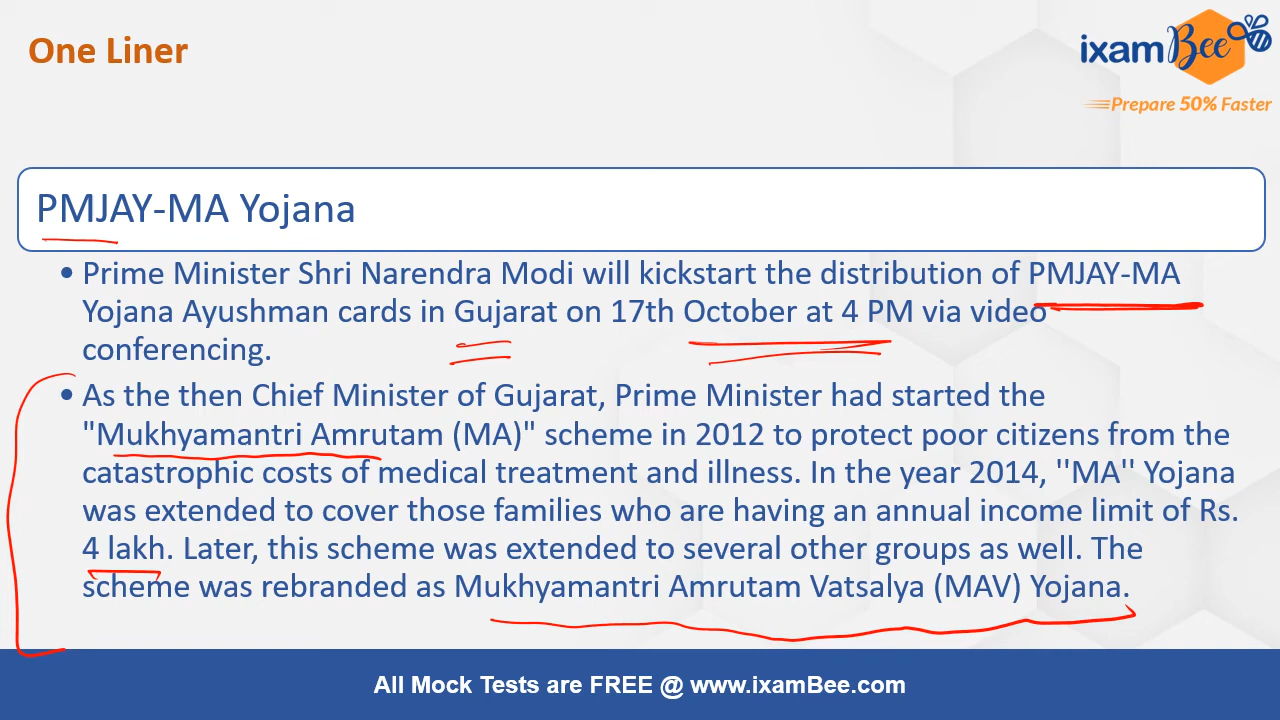 One Liner
ixamBee
Prepare 50% Faster
PMJAY-MA Yojana
• Prime Minister Shri Narendra Modi will kickstart the distribution of PMJAY-MA
Yojana Ayushman cards in Gujarat on 17th October at 4 PM via video
conferencing.
• As the then Chief Minister of Gujarat, Prime Minister had started the
"Mukhyamantri Amrutam (MA)" scheme in 2012 to protect poor citizens from the
catastrophic costs of medical treatment and illness. In the year 2014, ''MA'' Yojana
was extended to cover those families who are having an annual income limit of Rs.
4 lakh. Later, this scheme was extended to several other groups as well. The
scheme was rebranded as Mukhyamantri Amrutam Vatsalya (MAV) Yojana.
All Mock Tests are FREE @ www.ixamBee.com